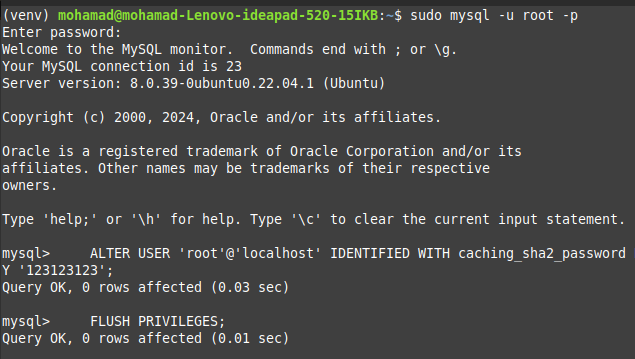 (venv) mohamad@mohamad-Lenovo-ideapad-520-15IKB:~$ sudo mysql -u root -p
Enter password:
Welcome to the MySQL monitor.  Commands end with ; or \g.
Your MySQL connection id is 23
Server version: 8.0.39-0ubuntu0.22.04.1 (Ubuntu)

Copyright (c) 2000, 2024, Oracle and/or its affiliates.

Oracle is a registered trademark of Oracle Corporation and/or its
affiliates. Other names may be trademarks of their respective
owners.

Type 'help;' or '\h' for help. Type '\c' to clear the current input statement.

mysql>     ALTER USER 'root'@'localhost' IDENTIFIED WITH caching_sha2_password
Y '123123123';
Query OK, 0 rows affected (0.03 sec)

mysql>     FLUSH PRIVILEGES;
Query OK, 0 rows affected (0.01 sec)